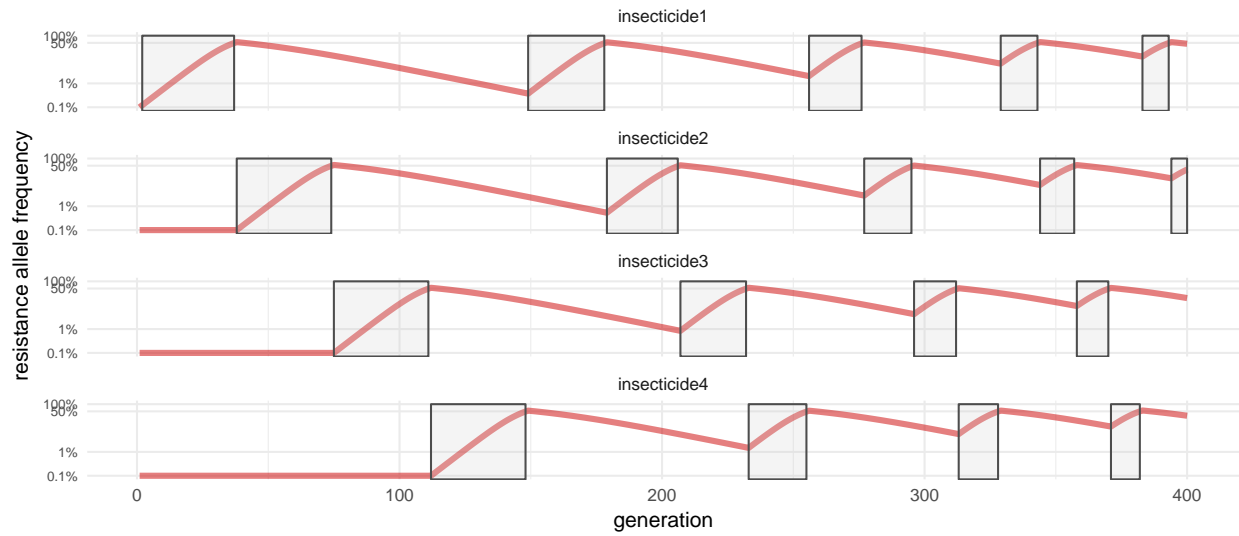 insecticide1
100%
50%
1%
0.1%
insecticide2
100%
50%
1%
0.1%
insecticide3
100%
50%
1%
0.1%
insecticide4
100%
50%
1%
0.1%
0 100 200 300 400
generation
resistance allele frequency